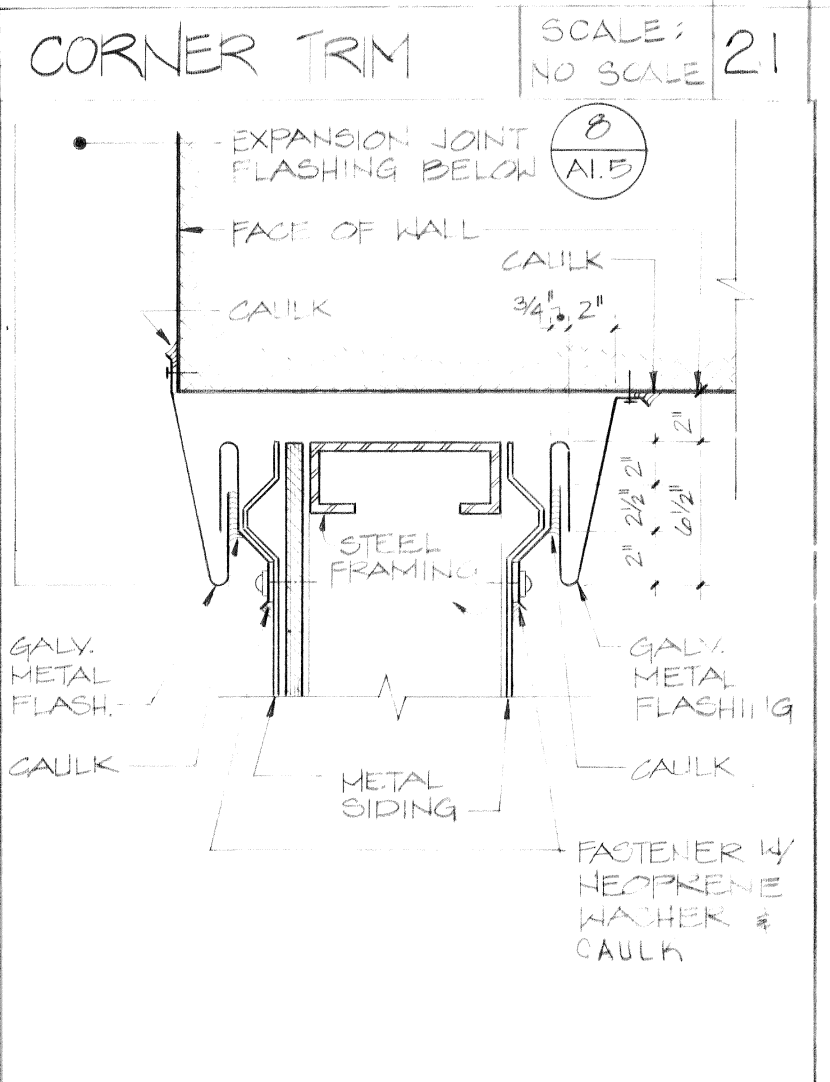 CORNER TRIM
SCALE:
NO SCALE
21
EXPANSION JOINT
FLASHING BELOW
8
A1.5
FACE OF WALL
CAULK
3/4" 2"
CAULK
2"
2" 2 1/2" 2"
6 1/2"
STEEL
FRAMING
GALV.
METAL
FLASH.
GALV.
METAL
FLASHING
CAULK
CAULK
METAL
SIDING
FASTENER W/
NEOPRENE
WASHER &
CAULK